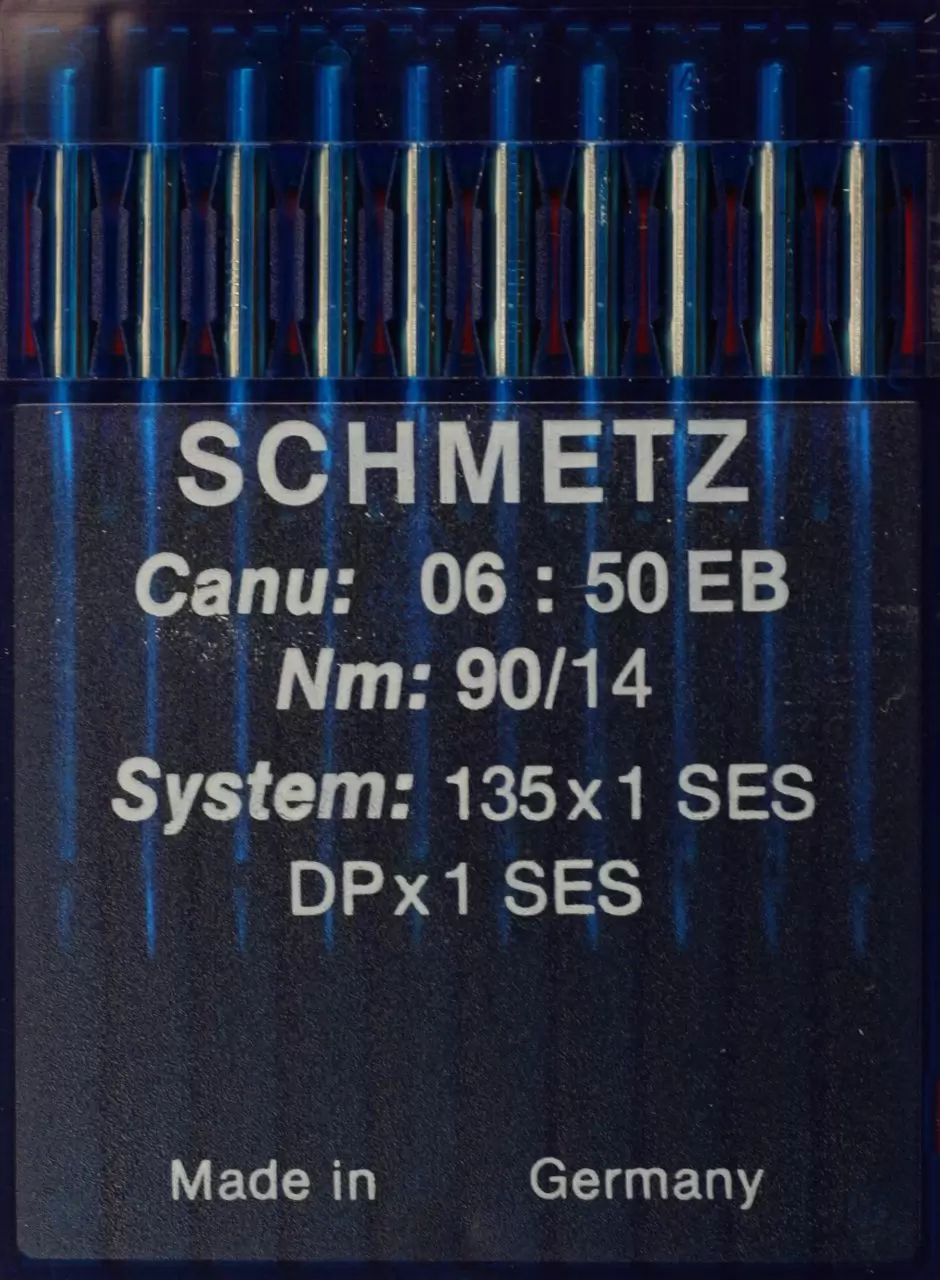 SCHMETZ
Canu: 06 : 50 EB
Nm: 90/14
System: 135x1 SES
DPx1 SES
Made in Germany